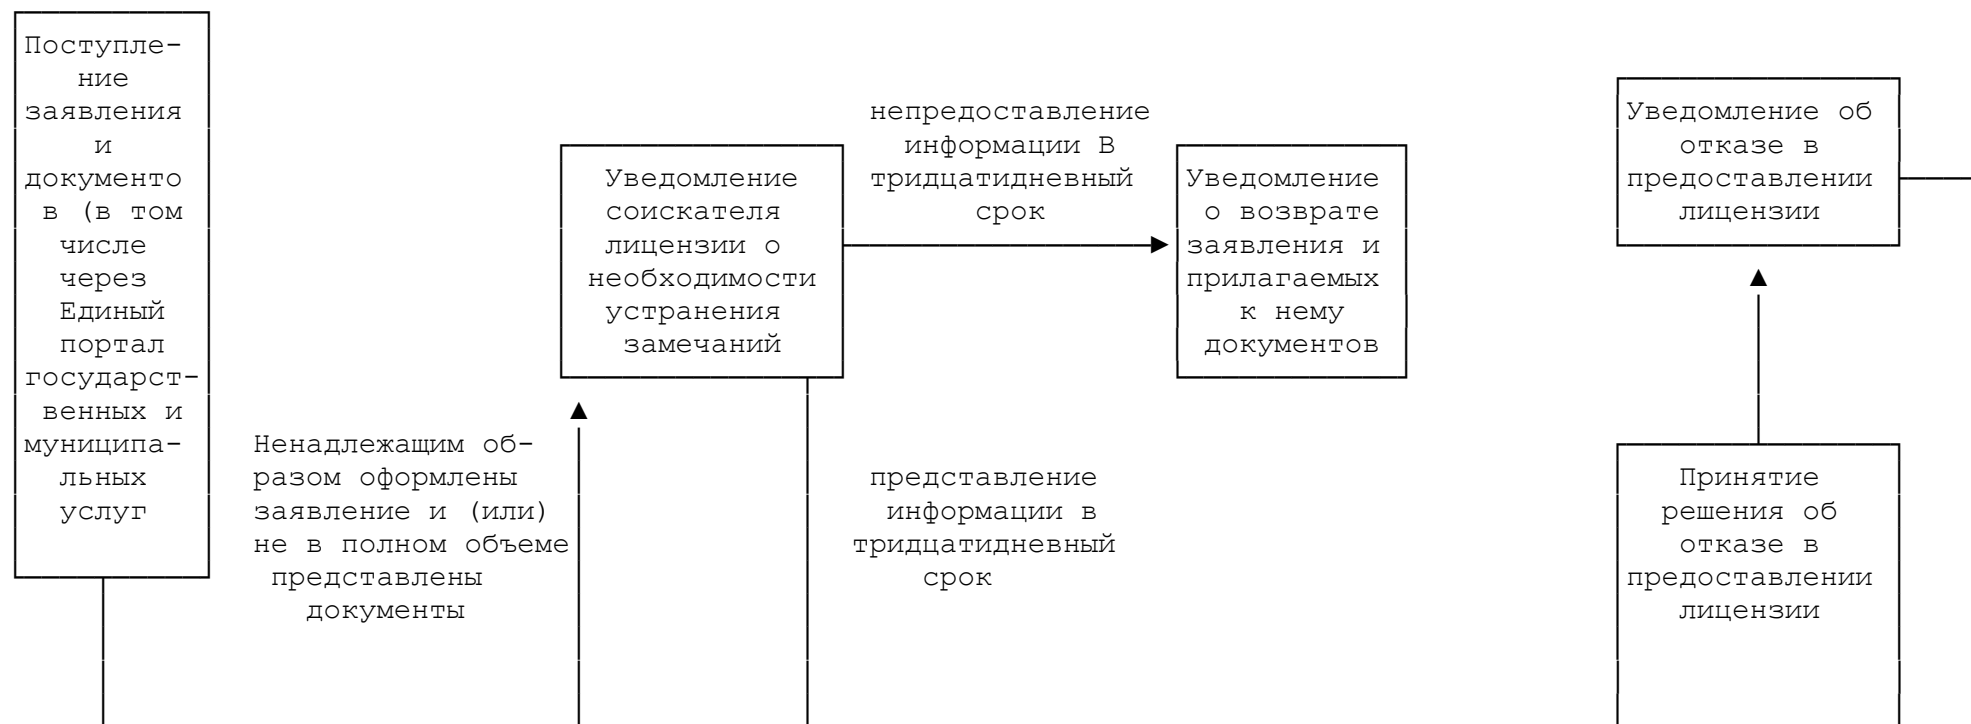 Поступле-
ние
заявления
и
документо
в (в том
числе
через
Единый
портал
государст-
венных и
муниципа-
льных
услуг
Ненадлежащим об-
разом оформлены
заявление и (или)
не в полном объеме
представлены
документы
Уведомление
соискателя
лицензии о
необходимости
устранения
замечаний
непредоставление
информации В
тридцатидневный
срок
представление
информации в
тридцатидневный
срок
Уведомление
о возврате
заявления и
прилагаемых
к нему
документов
Уведомление об
отказе в
предоставлении
лицензии
Принятие
решения об
отказе в
предоставлении
лицензии